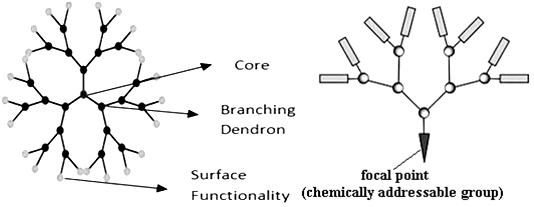 Core
Branching
Dendron
Surface
Functionality
focal point
(chemically addressable group)